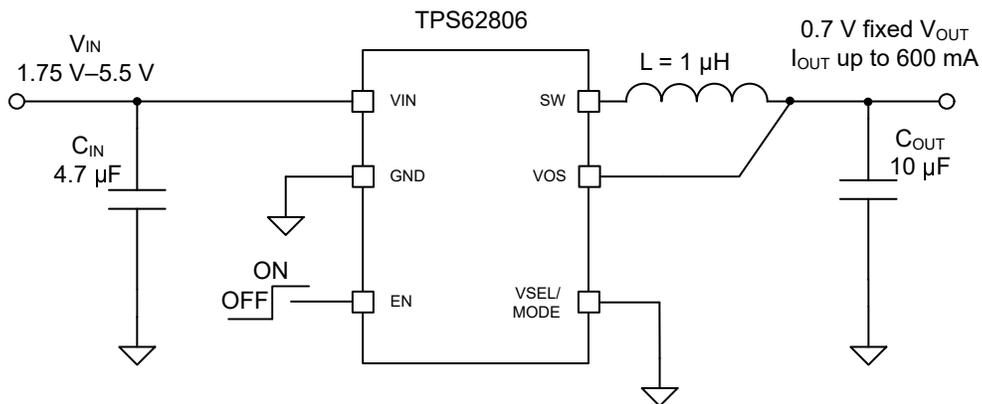 TPS62806
VIN
1.75 V–5.5 V
0.7 V fixed VOUT
IOUT up to 600 mA
L = 1 µH
VIN
SW
CIN
4.7 µF
COUT
10 µF
GND
VOS
ON
OFF
EN
VSEL/
MODE